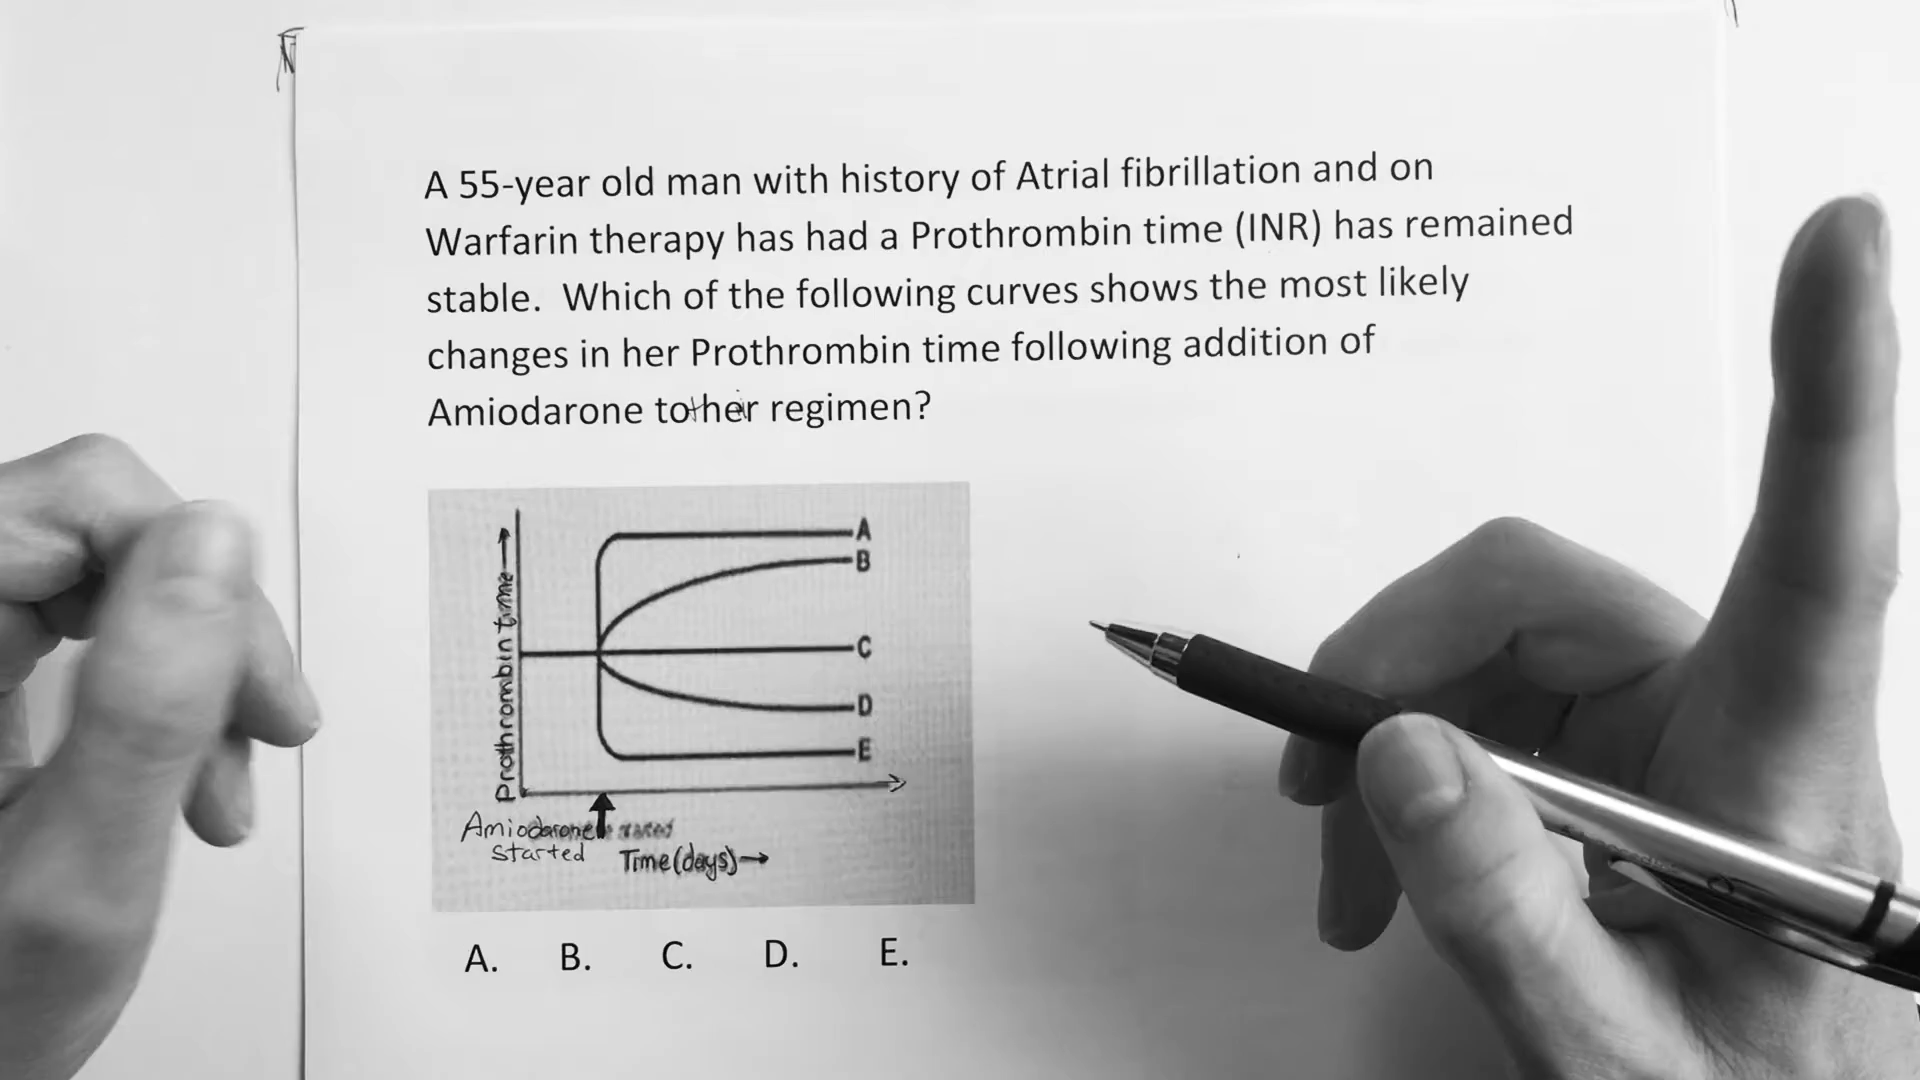 A 55-year old man with history of Atrial fibrillation and on
Warfarin therapy has had a Prothrombin time (INR) has remained
stable. Which of the following curves shows the most likely
changes in her Prothrombin time following addition of
Amiodarone to their regimen?
Prothrombin time
A
B
C
D
E
Amiodarone
started
Time (days)
A. B. C. D. E.